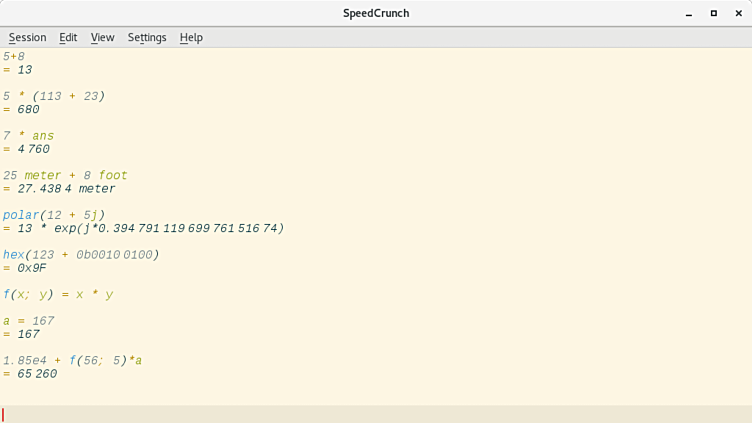 SpeedCrunch
Session Edit View Settings Help
5+8
= 13
5 * (113 + 23)
= 680
7 * ans
= 4 760
25 meter + 8 foot
= 27.438 4 meter
polar(12 + 5j)
= 13 * exp(j*0.394 791 119 699 761 516 74)
hex(123 + 0b0010 0100)
= 0x9F
f(x; y) = x * y
a = 167
= 167
1.85e4 + f(56; 5)*a
= 65 260